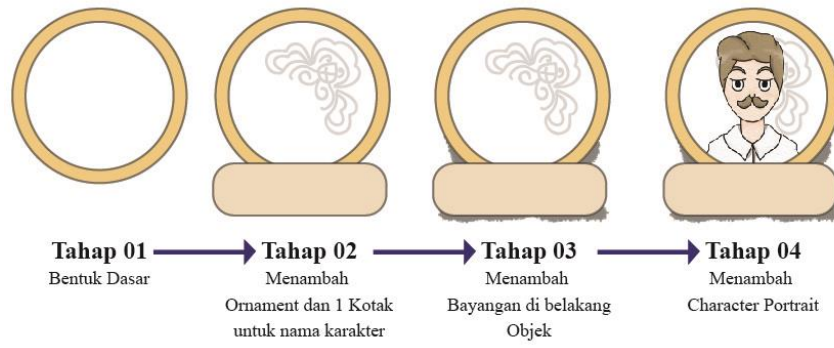 Tahap 01
Bentuk Dasar
Tahap 02
Menambah
Ornament dan 1 Kotak
untuk nama karakter
Tahap 03
Menambah
Bayangan di belakang
Objek
Tahap 04
Menambah
Character Portrait